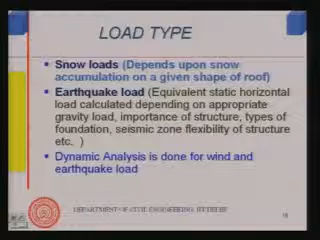 LOAD TYPE
Snow loads (Depends upon snow
accumulation on a given shape of roof)
Earthquake load (Equivalent static horizontal
load calculated depending on appropriate
gravity load, importance of structure, types of
foundation, seismic zone flexibility of structure
etc. )
Dynamic Analysis is done for wind and
earthquake load
DEPARTMENT OF CIVIL ENGINEERING